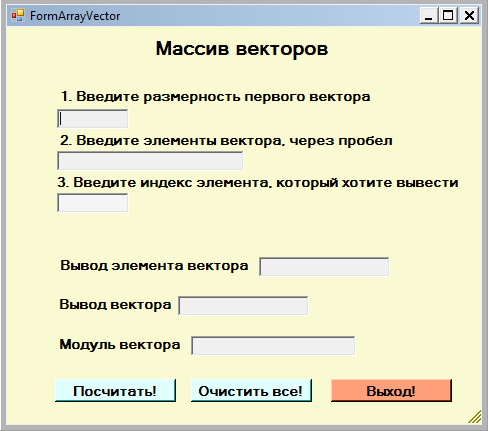 FormArrayVector
Массив векторов
1. Введите размерность первого вектора
2. Введите элементы вектора, через пробел
3. Введите индекс элемента, который хотите вывести
Вывод элемента вектора
Вывод вектора
Модуль вектора
Посчитать! Очистить все! Выход!